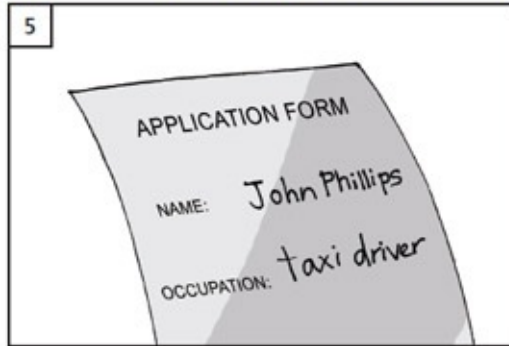 5
APPLICATION FORM
NAME: John Phillips
OCCUPATION: taxi driver